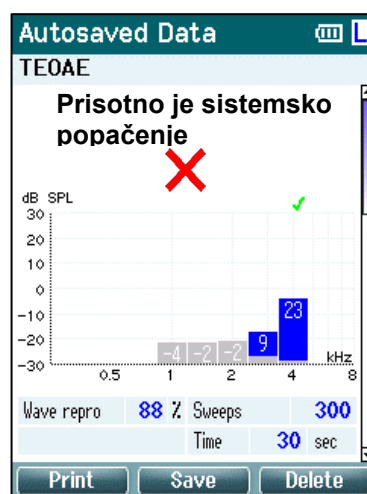 Autosaved Data L
TEOAE
Prisotno je sistemsko
popačenje
dB SPL
30
20
10
0
-10
-20
-30
-4 -2 -2 9 23
kHz
0.5 1 2 4 8
Wave repro 88 % Sweeps 300
Time 30 sec
Print Save Delete